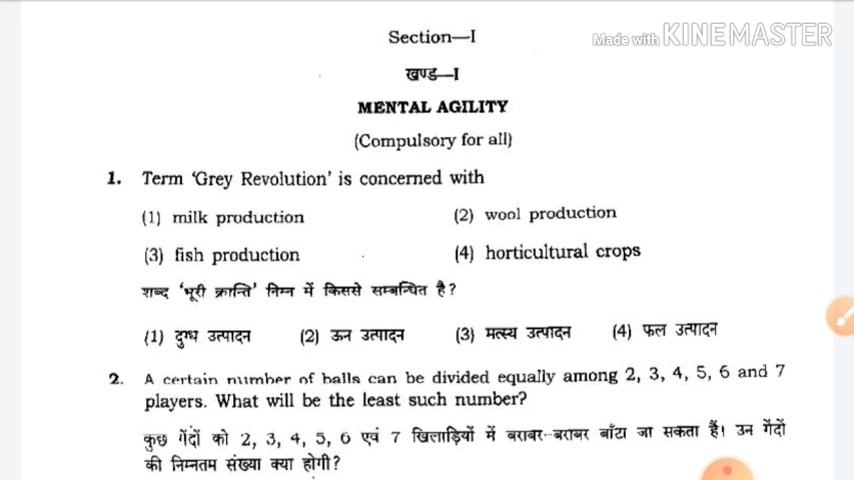 Section—I
Made with KINEMASTER
खण्ड—I
MENTAL AGILITY
(Compulsory for all)
1. Term 'Grey Revolution' is concerned with
(1) milk production (2) wool production
(3) fish production (4) horticultural crops
शब्द 'भूरी क्रान्ति' निम्न में किससे सम्बन्धित है?
(1) दुग्ध उत्पादन (2) ऊन उत्पादन (3) मत्स्य उत्पादन (4) फल उत्पादन
2. A certain number of balls can be divided equally among 2, 3, 4, 5, 6 and 7
players. What will be the least such number?
कुछ गेंदों को 2, 3, 4, 5, 6 एवं 7 खिलाड़ियों में बराबर-बराबर बाँटा जा सकता हैं। उन गेंदों
की निम्नतम संख्या क्या होगी?